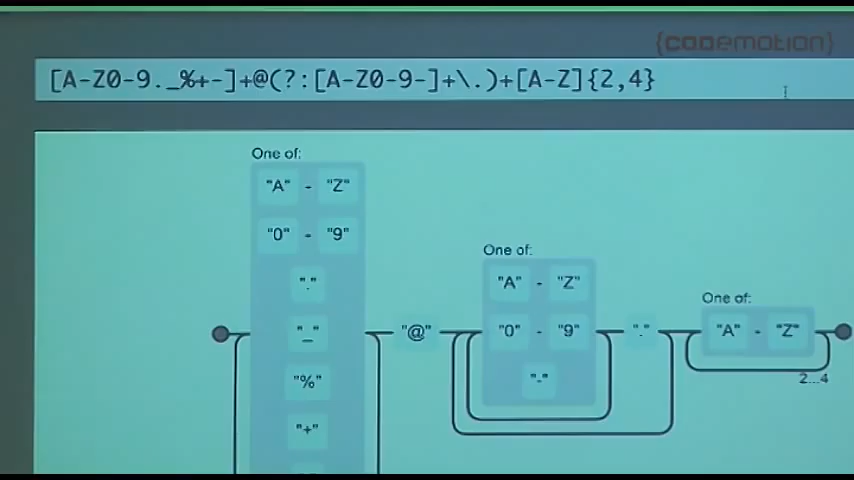 {codemotion}
[A-Z0-9._%+-]+@(?:[A-Z0-9-]+\.)+[A-Z]{2,4}
One of:
"A" - "Z"
"0" - "9"
"."
"_"
"%"
"+"
"@"
One of:
"A" - "Z"
"0" - "9"
"-"
"."
One of:
"A" - "Z"
2...4